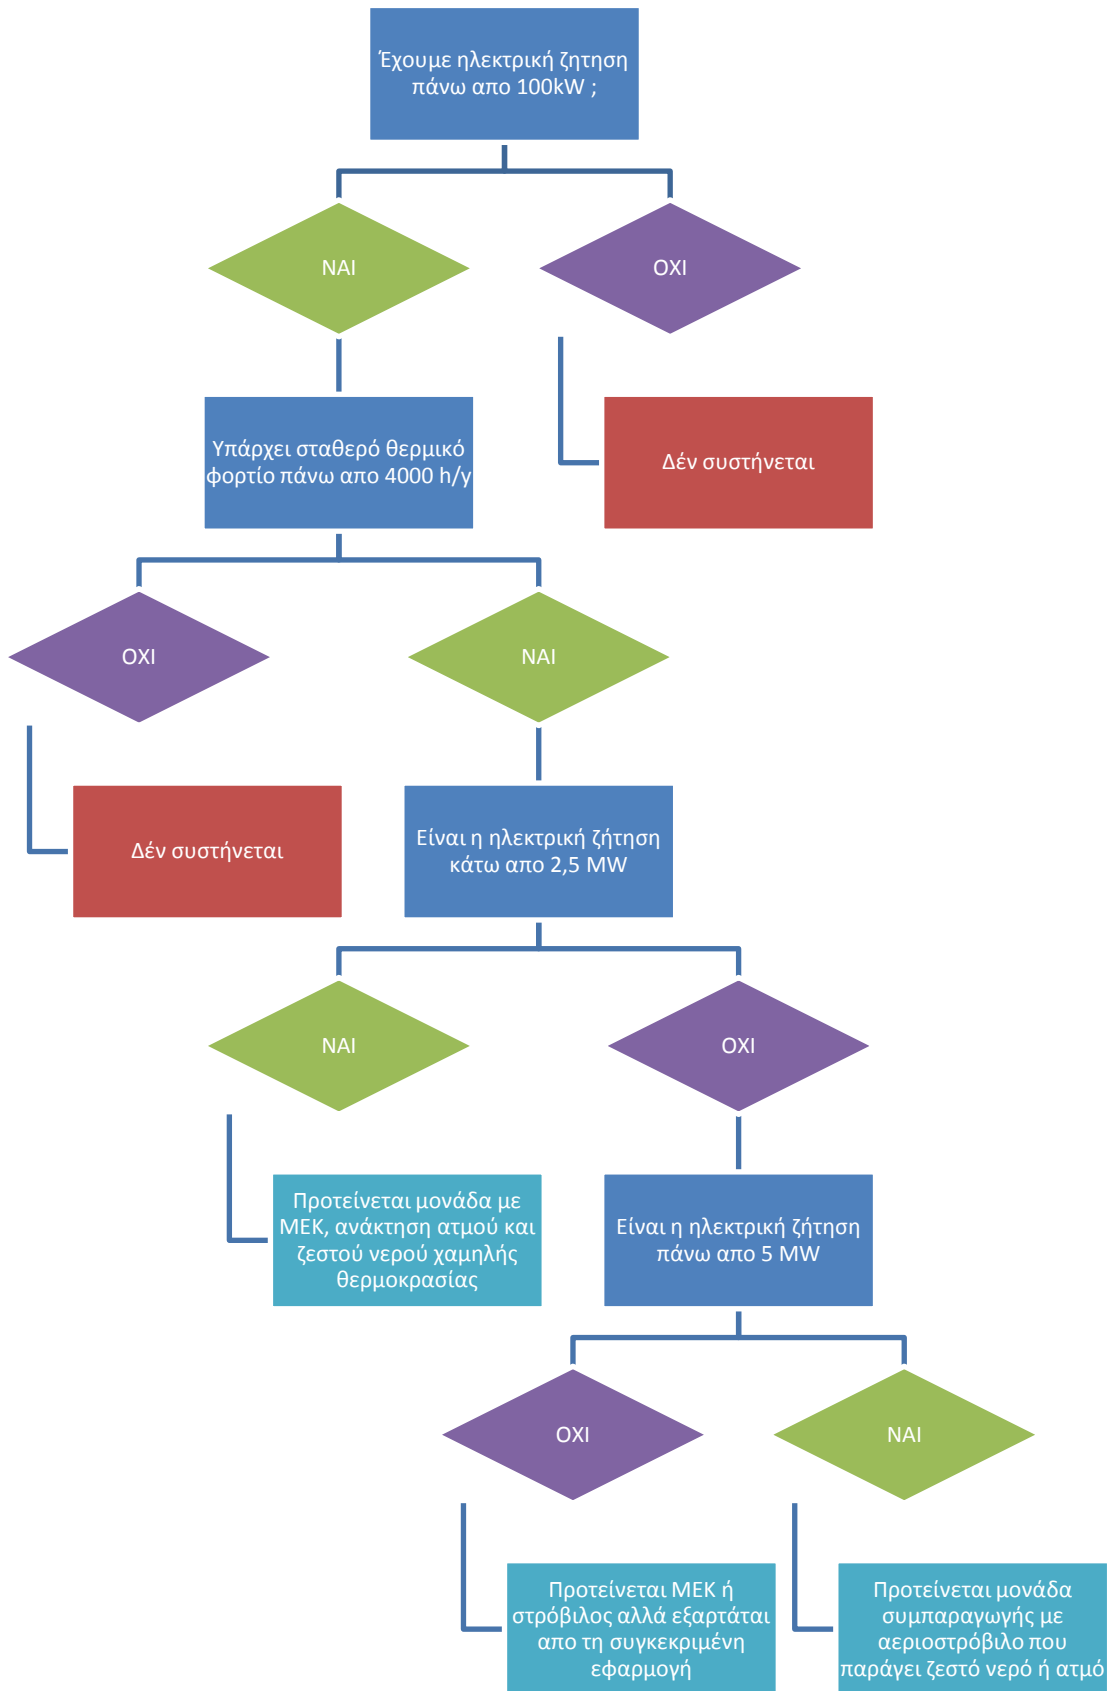 Έχουμε ηλεκτρική ζητηση
πάνω απο 100kW ;
ΝΑΙ
ΟΧΙ
Υπάρχει σταθερό θερμικό
φορτίο πάνω απο 4000 h/y
Δέν συστήνεται
ΟΧΙ
ΝΑΙ
Δέν συστήνεται
Είναι η ηλεκτρική ζήτηση
κάτω απο 2,5 MW
ΝΑΙ
ΟΧΙ
Προτείνεται μονάδα με
ΜΕΚ, ανάκτηση ατμού και
ζεστού νερού χαμηλής
θερμοκρασίας
Είναι η ηλεκτρική ζήτηση
πάνω απο 5 MW
ΟΧΙ
ΝΑΙ
Προτείνεται ΜΕΚ ή
στρόβιλος αλλά εξαρτάται
απο τη συγκεκριμένη
εφαρμογή
Προτείνεται μονάδα
συμπαραγωγής με
αεριοστρόβιλο που
παράγει ζεστό νερό ή ατμό